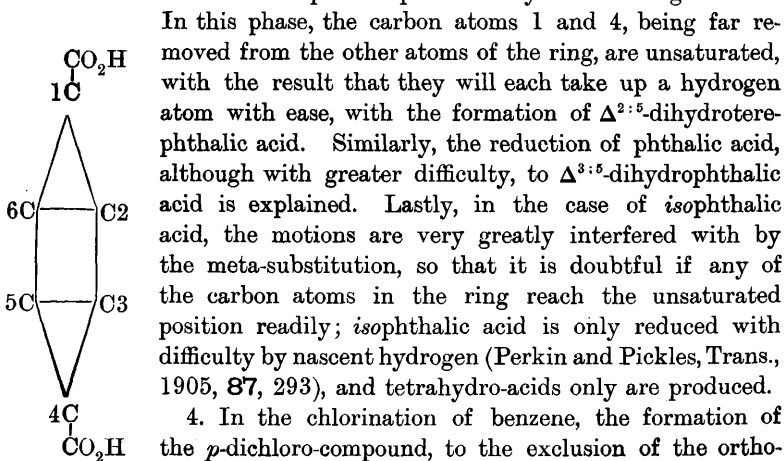 In this phase, the carbon atoms 1 and 4, being far re-
moved from the other atoms of the ring, are unsaturated,
with the result that they will each take up a hydrogen
atom with ease, with the formation of Δ²:⁵-dihydrotere-
phthalic acid. Similarly, the reduction of phthalic acid,
although with greater difficulty, to Δ³:⁵-dihydrophthalic
acid is explained. Lastly, in the case of isophthalic
acid, the motions are very greatly interfered with by
the meta-substitution, so that it is doubtful if any of
the carbon atoms in the ring reach the unsaturated
position readily; isophthalic acid is only reduced with
difficulty by nascent hydrogen (Perkin and Pickles, Trans.,
1905, 87, 293), and tetrahydro-acids only are produced.
4. In the chlorination of benzene, the formation of
the p-dichloro-compound, to the exclusion of the ortho-
CO₂H
C
1C
6C C2
5C C3
4C
C
CO₂H